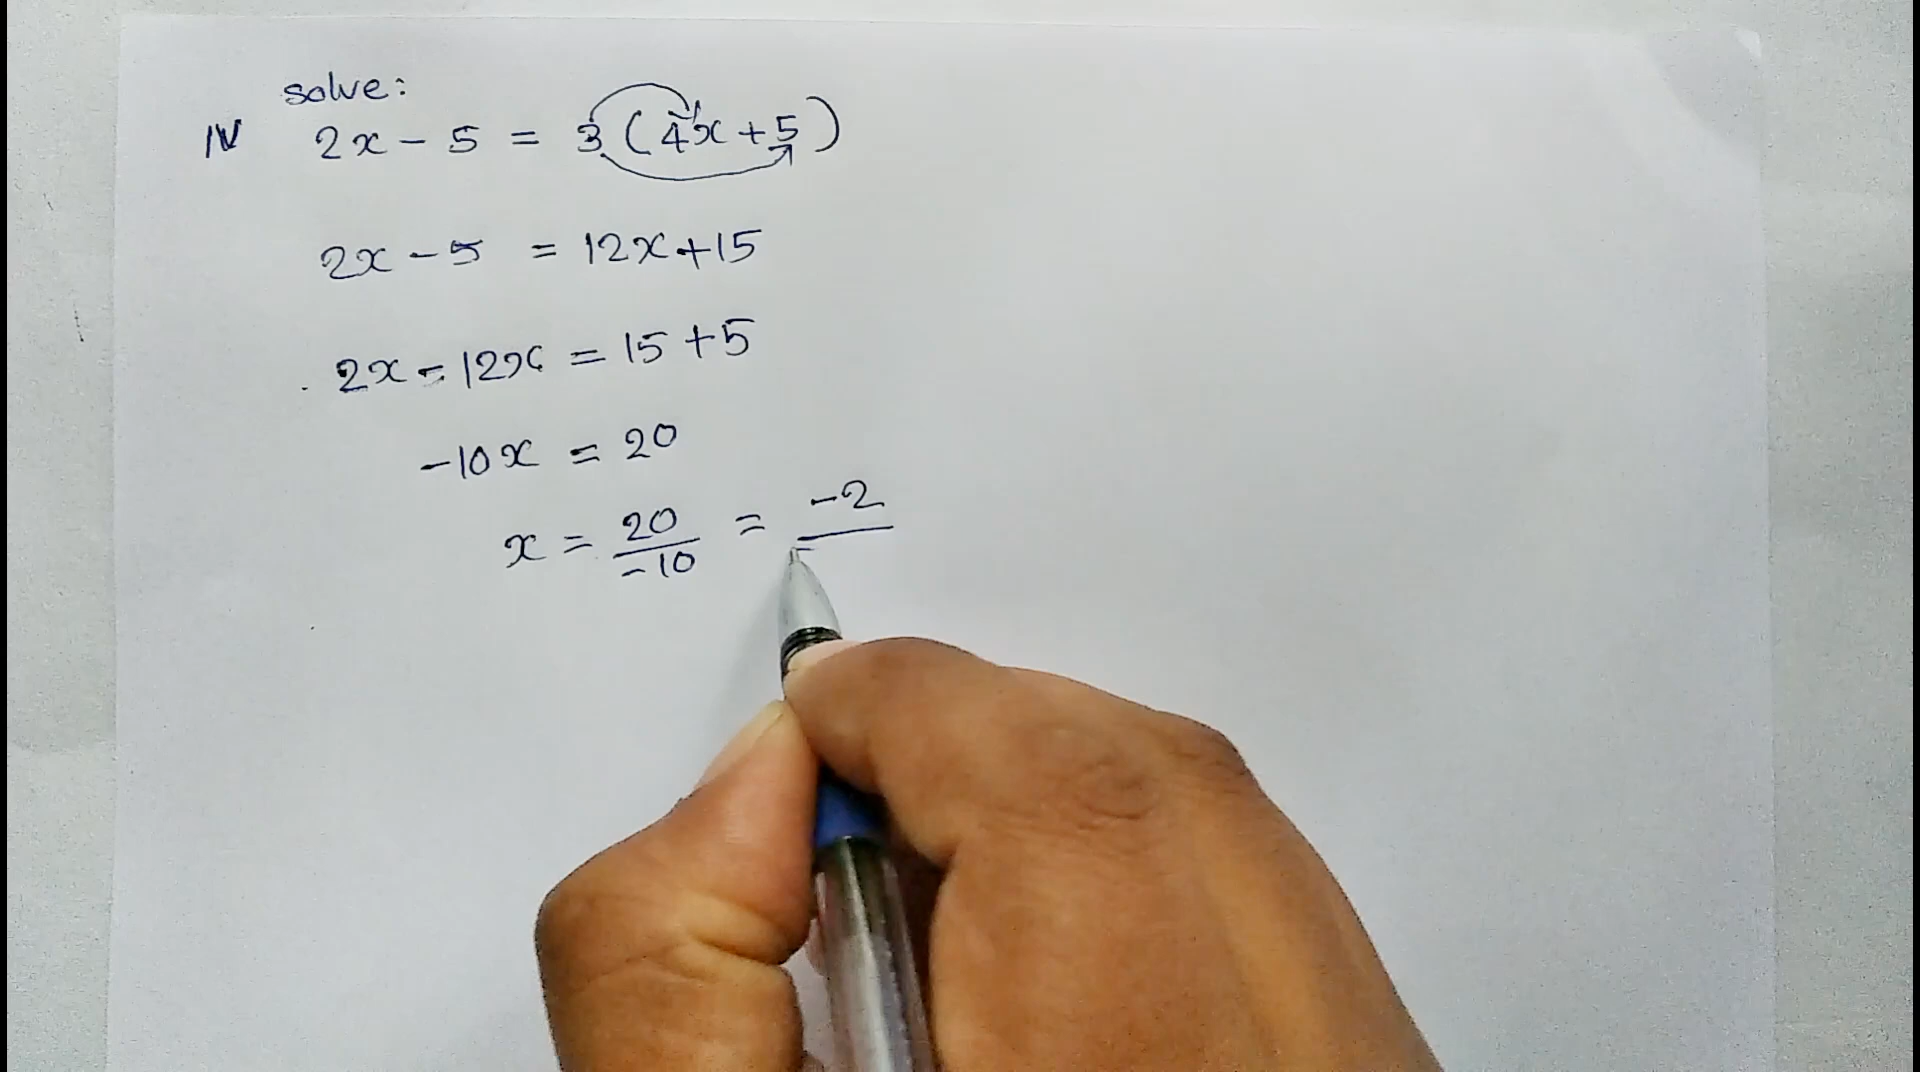 solve:
IV 2x - 5 = 3 (4x + 5)
2x - 5 = 12x + 15
2x - 12x = 15 + 5
-10x = 20
x = 20/-10 = -2